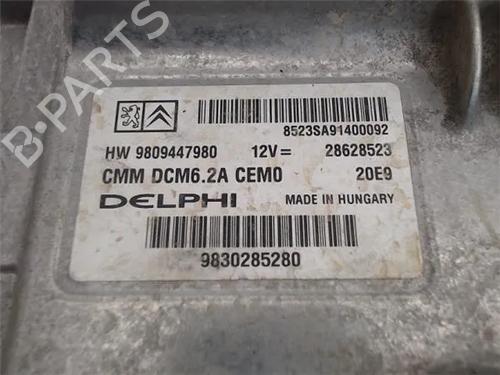 B-PARTS
8523SA91400092
HW 9809447980 12V= 28628523
CMM DCM6.2A CEM0 20E9
DELPHI MADE IN HUNGARY
9830285280